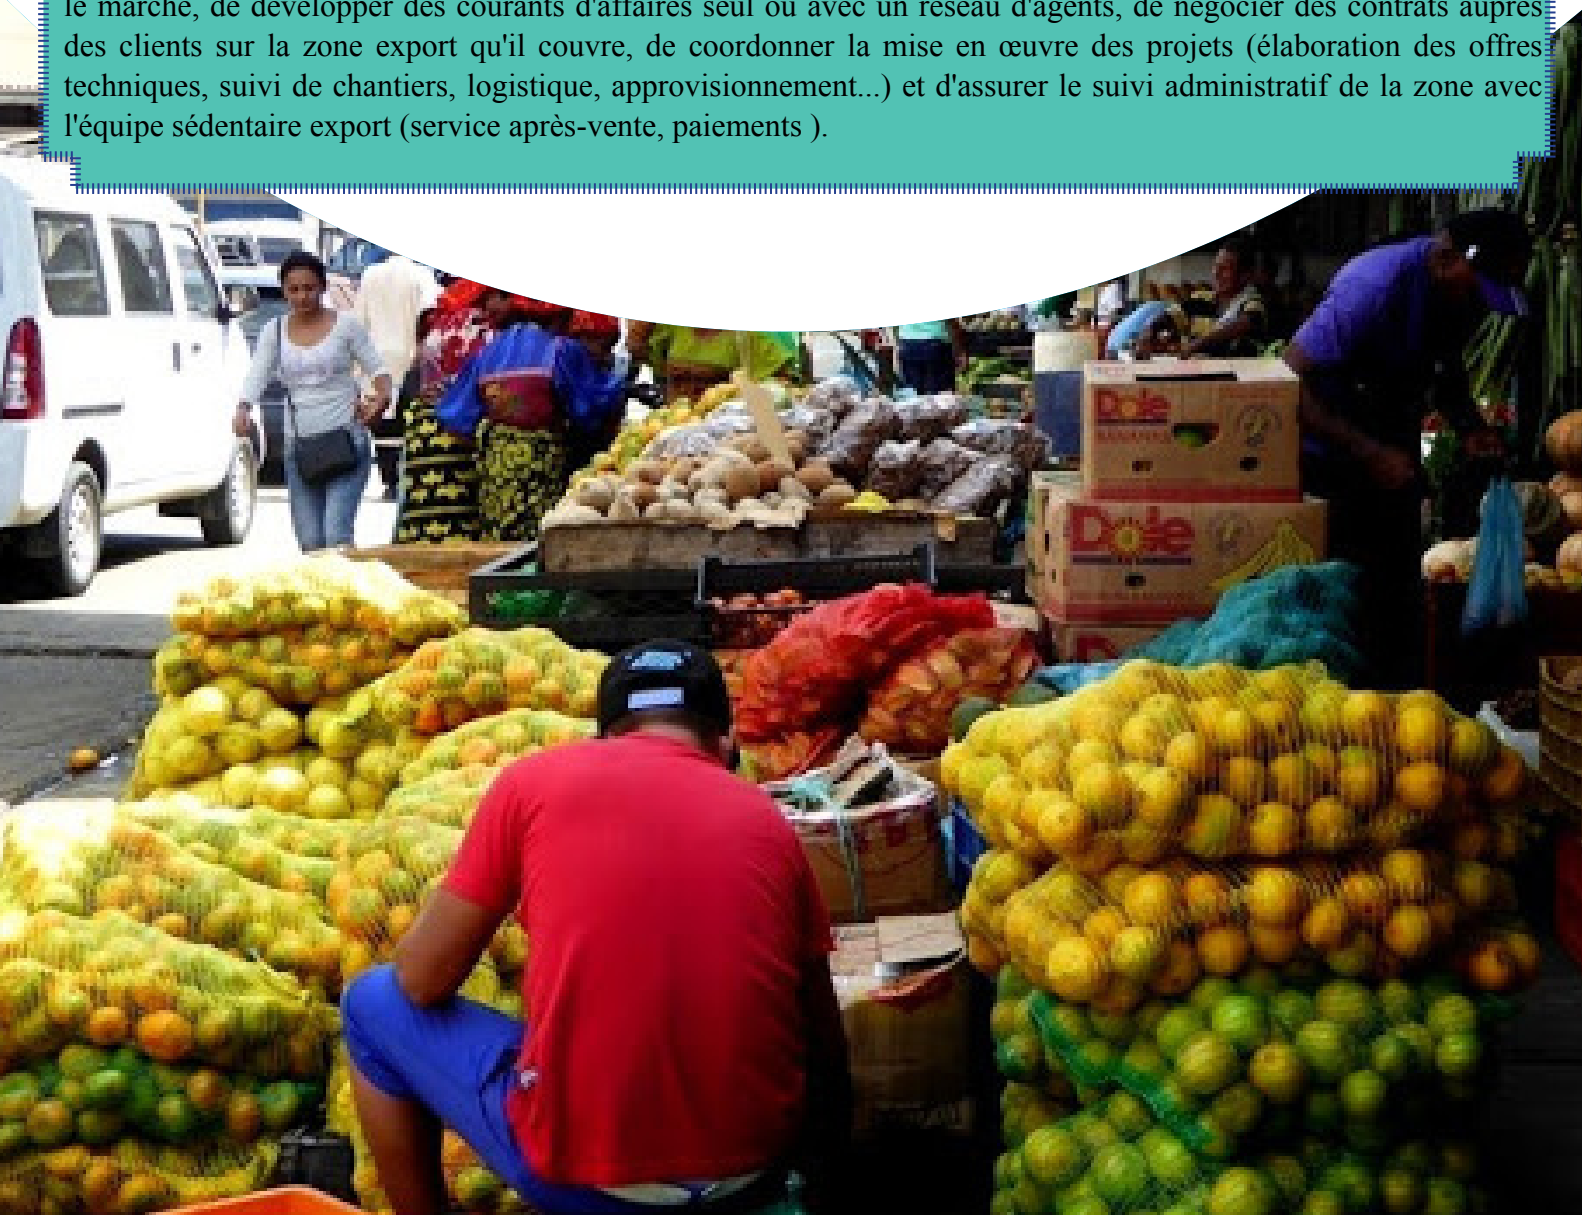 le marché, de développer des courants d'affaires seul ou avec un réseau d'agents, de négocier des contrats auprès
des clients sur la zone export qu'il couvre, de coordonner la mise en œuvre des projets (élaboration des offres
techniques, suivi de chantiers, logistique, approvisionnement...) et d'assurer le suivi administratif de la zone avec
l'équipe sédentaire export (service après-vente, paiements ).
Dole
BANANAS
Dole